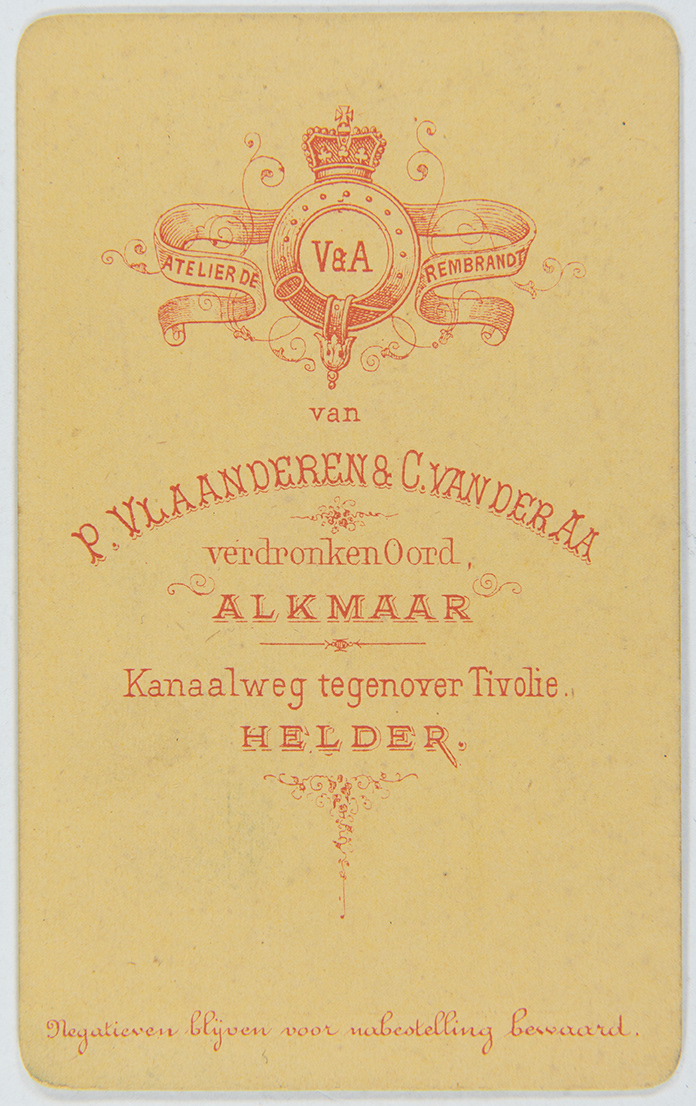 V&A
ATELIER DE REMBRANDT
van
P. VLAANDEREN & C. VAN DER AA
verdronken Oord,
ALKMAAR
Kanaalweg tegenover Tivolie.
HELDER.
Negatieven blijven voor nabestelling bewaard.